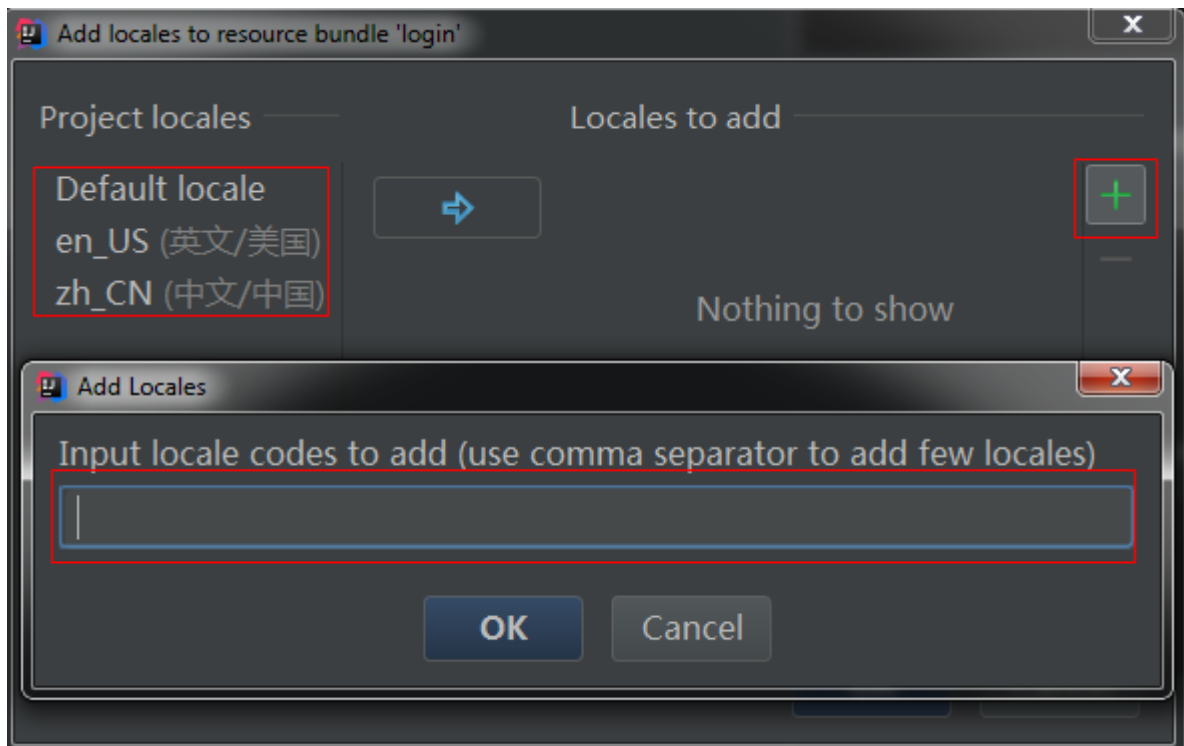 Add locales to resource bundle 'login'
Project locales
Locales to add
Default locale
en_US (英文/美国)
zh_CN (中文/中国)
Nothing to show
Add Locales
Input locale codes to add (use comma separator to add few locales)
OK
Cancel